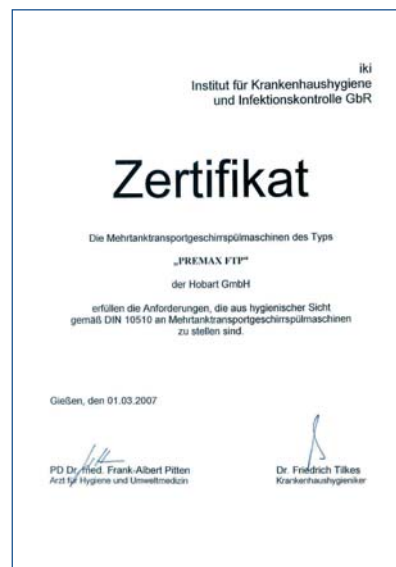 iki
Institut für Krankenhaushygiene
und Infektionskontrolle GbR
Zertifikat
Die Mehrtanktransportgeschirrspülmaschinen des Typs
„PREMAX FTP“
der Hobart GmbH
erfüllen die Anforderungen, die aus hygienischer Sicht
gemäß DIN 10510 an Mehrtanktransportgeschirrspülmaschinen
zu stellen sind.
Gießen, den 01.03.2007
PD Dr. med. Frank-Albert Pitten
Arzt für Hygiene und Umweltmedizin
Dr. Friedrich Tilkes
Krankenhaushygieniker